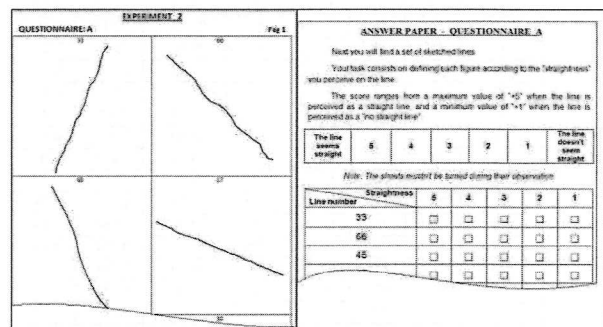 EXPERIMENT 2
QUESTIONNAIRE: A
Pág 1
33
66
57
ANSWER PAPER - QUESTIONNAIRE A
Next you will find a set of sketched lines
Your task consists on defining each figure according to the "straightness"
you perceive on the line.
The score ranges from a maximum value of "+5" when the line is
perceived as a straight line, and a minimum value of "+1" when the line is
perceived as a "no straight line"
The line seems straight 5 4 3 2 1 The line doesn't seem straight
Note: The sheets mustn't be turned during their observation
Straightness
Line number 5 4 3 2 1
33
66
45